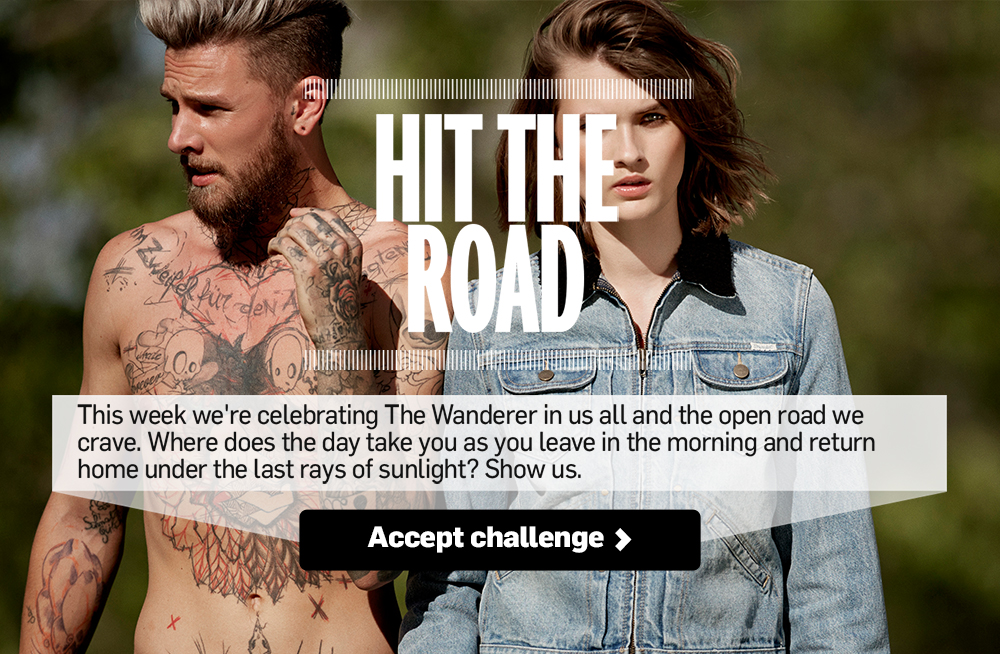 HIT THE
ROAD
This week we're celebrating The Wanderer in us all and the open road we
crave. Where does the day take you as you leave in the morning and return
home under the last rays of sunlight? Show us.
Accept challenge